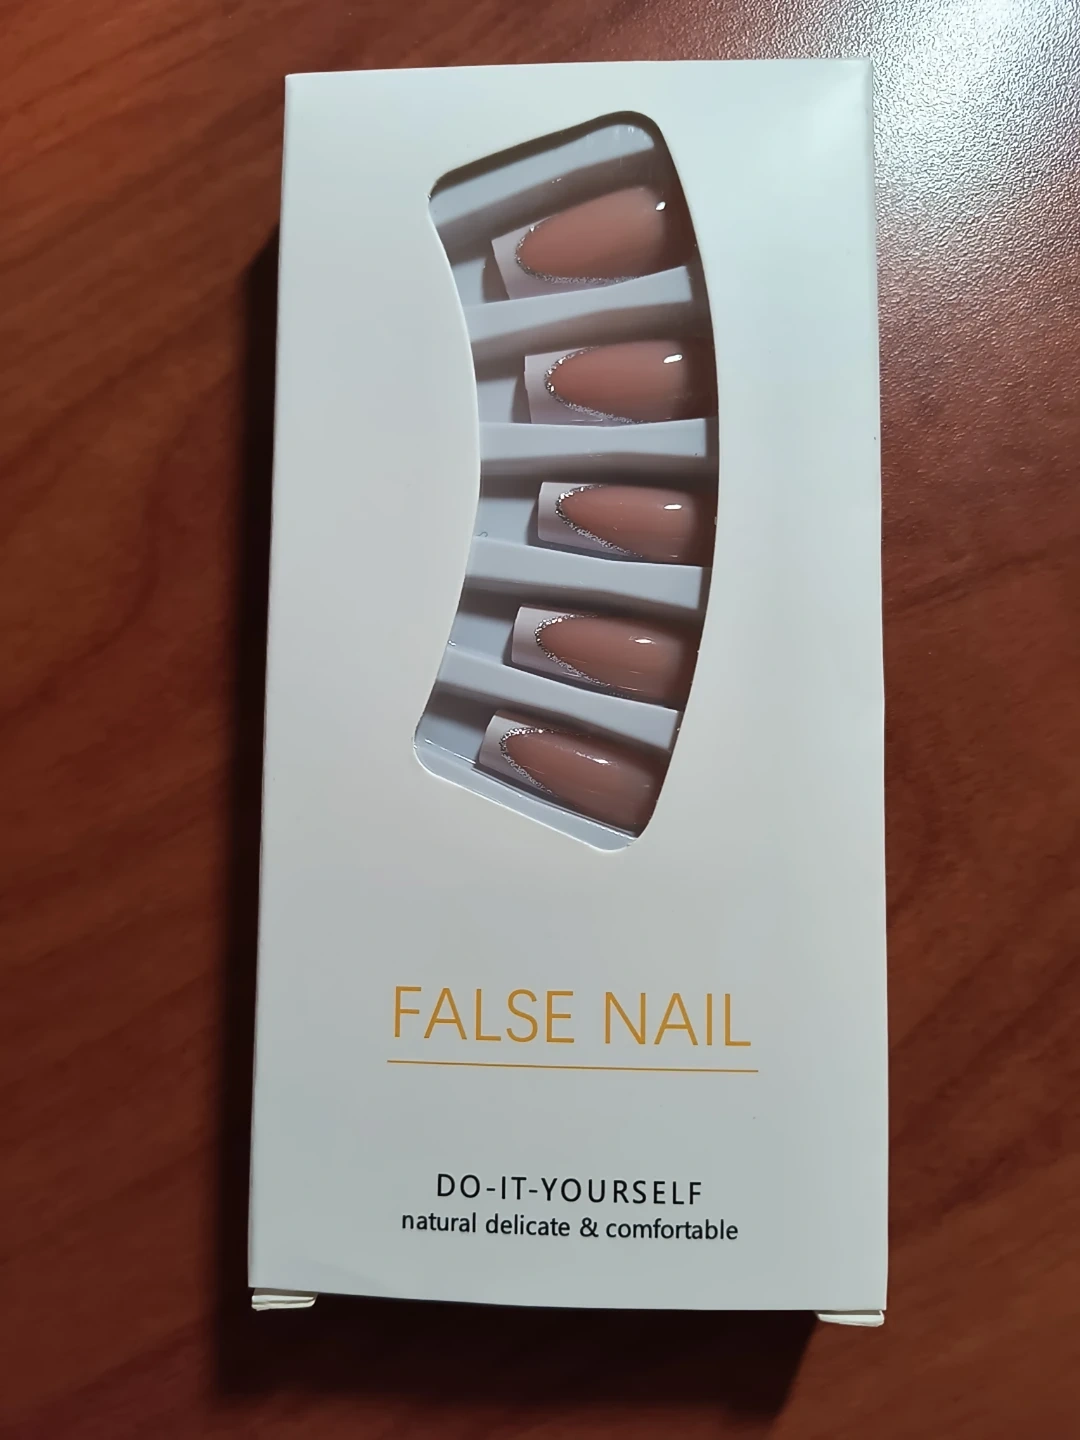 FALSE NAIL
DO-IT-YOURSELF
natural delicate & comfortable